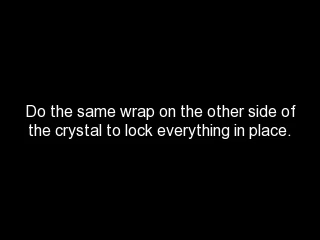 Do the same wrap on the other side of
the crystal to lock everything in place.